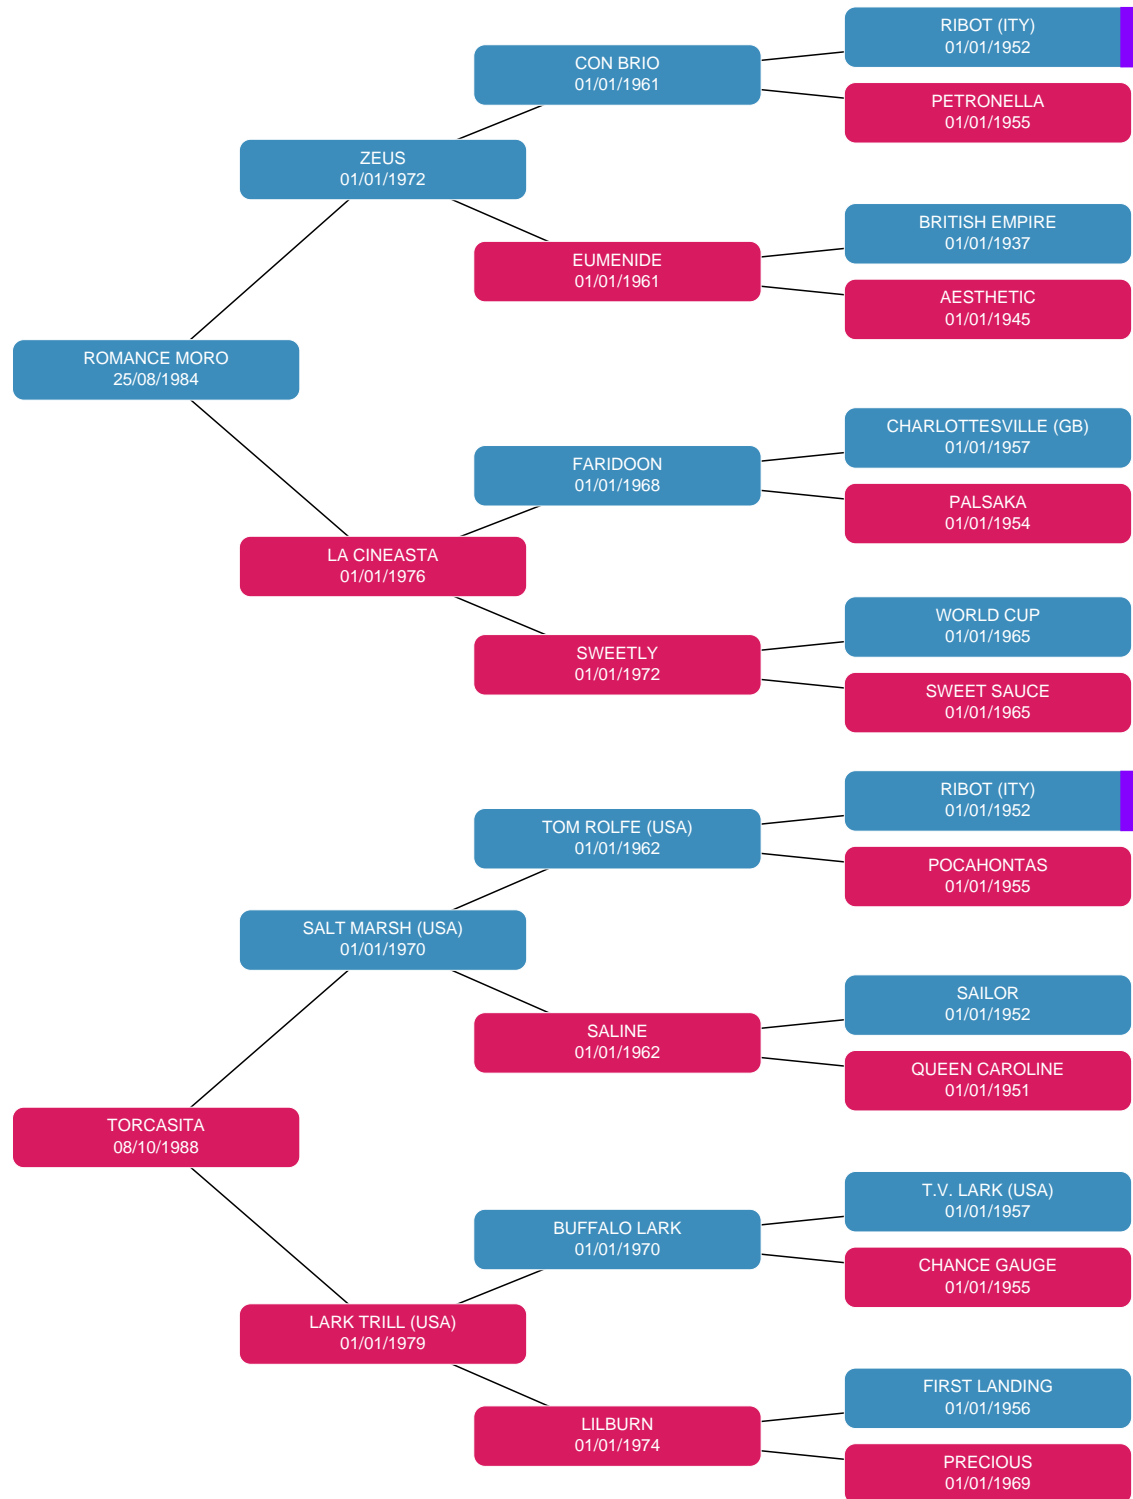 RIBOT (ITY)
01/01/1952
CON BRIO
01/01/1961
PETRONELLA
01/01/1955
ZEUS
01/01/1972
BRITISH EMPIRE
01/01/1937
EUMENIDE
01/01/1961
AESTHETIC
01/01/1945
ROMANCE MORO
25/08/1984
CHARLOTTESVILLE (GB)
01/01/1957
FARIDOON
01/01/1968
PALSAKA
01/01/1954
LA CINEASTA
01/01/1976
WORLD CUP
01/01/1965
SWEETLY
01/01/1972
SWEET SAUCE
01/01/1965
RIBOT (ITY)
01/01/1952
TOM ROLFE (USA)
01/01/1962
POCAHONTAS
01/01/1955
SALT MARSH (USA)
01/01/1970
SAILOR
01/01/1952
SALINE
01/01/1962
QUEEN CAROLINE
01/01/1951
TORCASITA
08/10/1988
T.V. LARK (USA)
01/01/1957
BUFFALO LARK
01/01/1970
CHANCE GAUGE
01/01/1955
LARK TRILL (USA)
01/01/1979
FIRST LANDING
01/01/1956
LILBURN
01/01/1974
PRECIOUS
01/01/1969